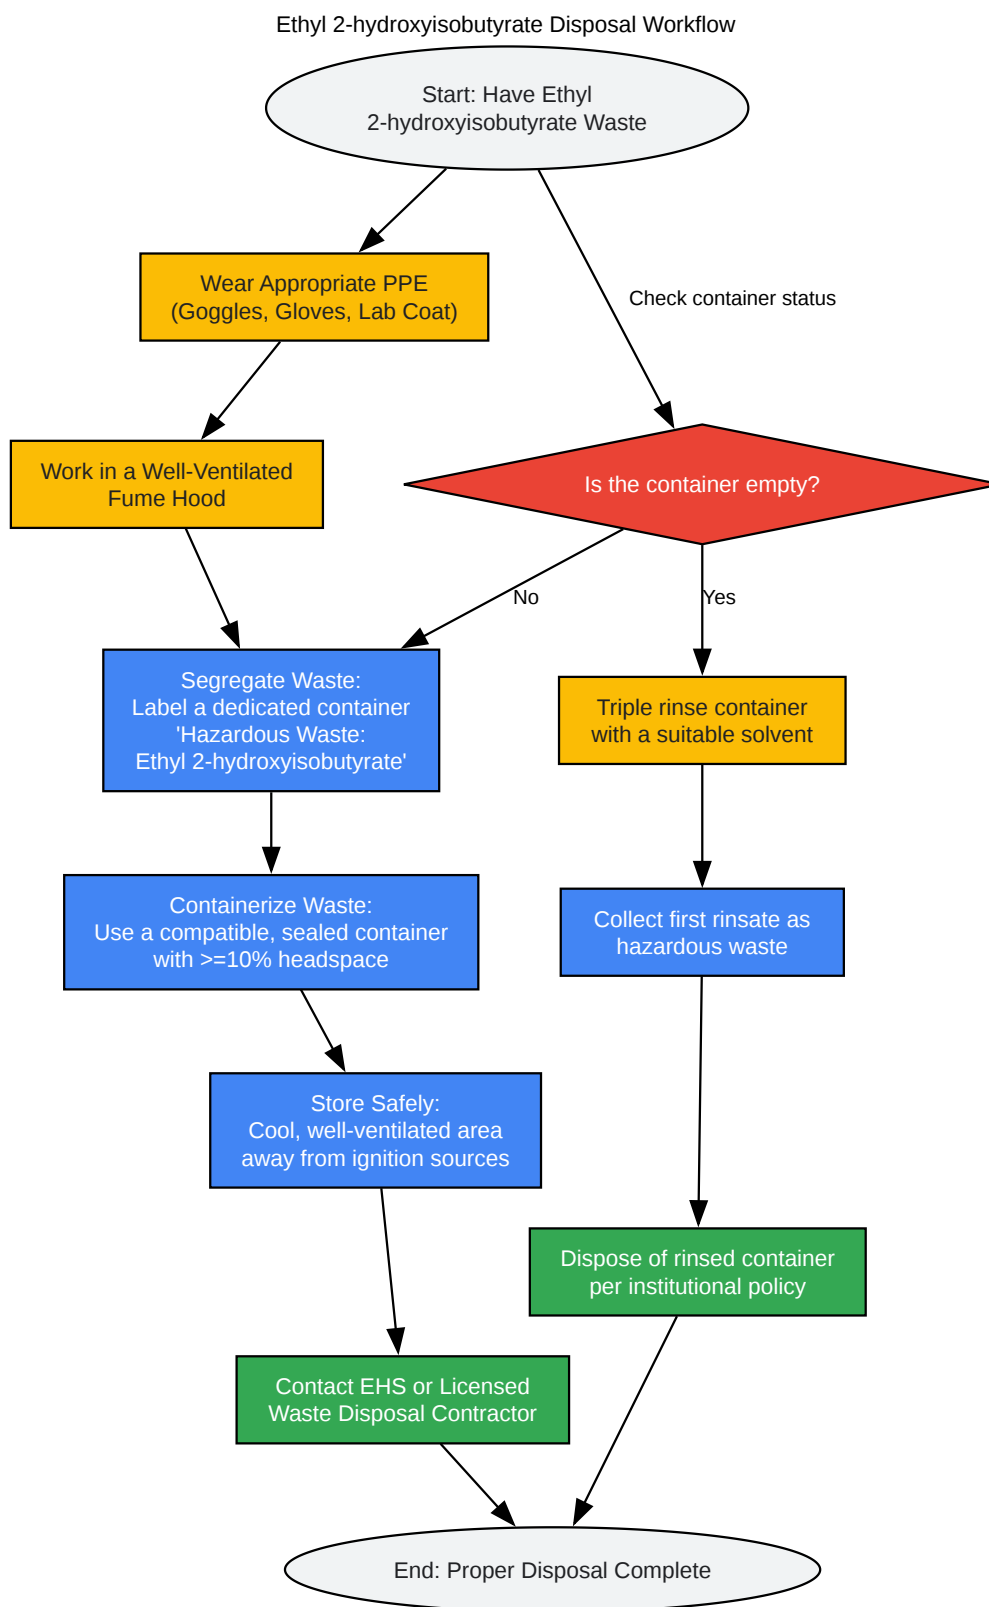 Ethyl 2-hydroxyisobutyrate Disposal Workflow
Start: Have Ethyl
2-hydroxyisobutyrate Waste
Wear Appropriate PPE
(Goggles, Gloves, Lab Coat)
Check container status
Work in a Well-Ventilated
Fume Hood
Is the container empty?
No
Yes
Segregate Waste:
Label a dedicated container
'Hazardous Waste:
Ethyl 2-hydroxyisobutyrate'
Triple rinse container
with a suitable solvent
Containerize Waste:
Use a compatible, sealed container
with >=10% headspace
Collect first rinsate as
hazardous waste
Store Safely:
Cool, well-ventilated area
away from ignition sources
Dispose of rinsed container
per institutional policy
Contact EHS or Licensed
Waste Disposal Contractor
End: Proper Disposal Complete